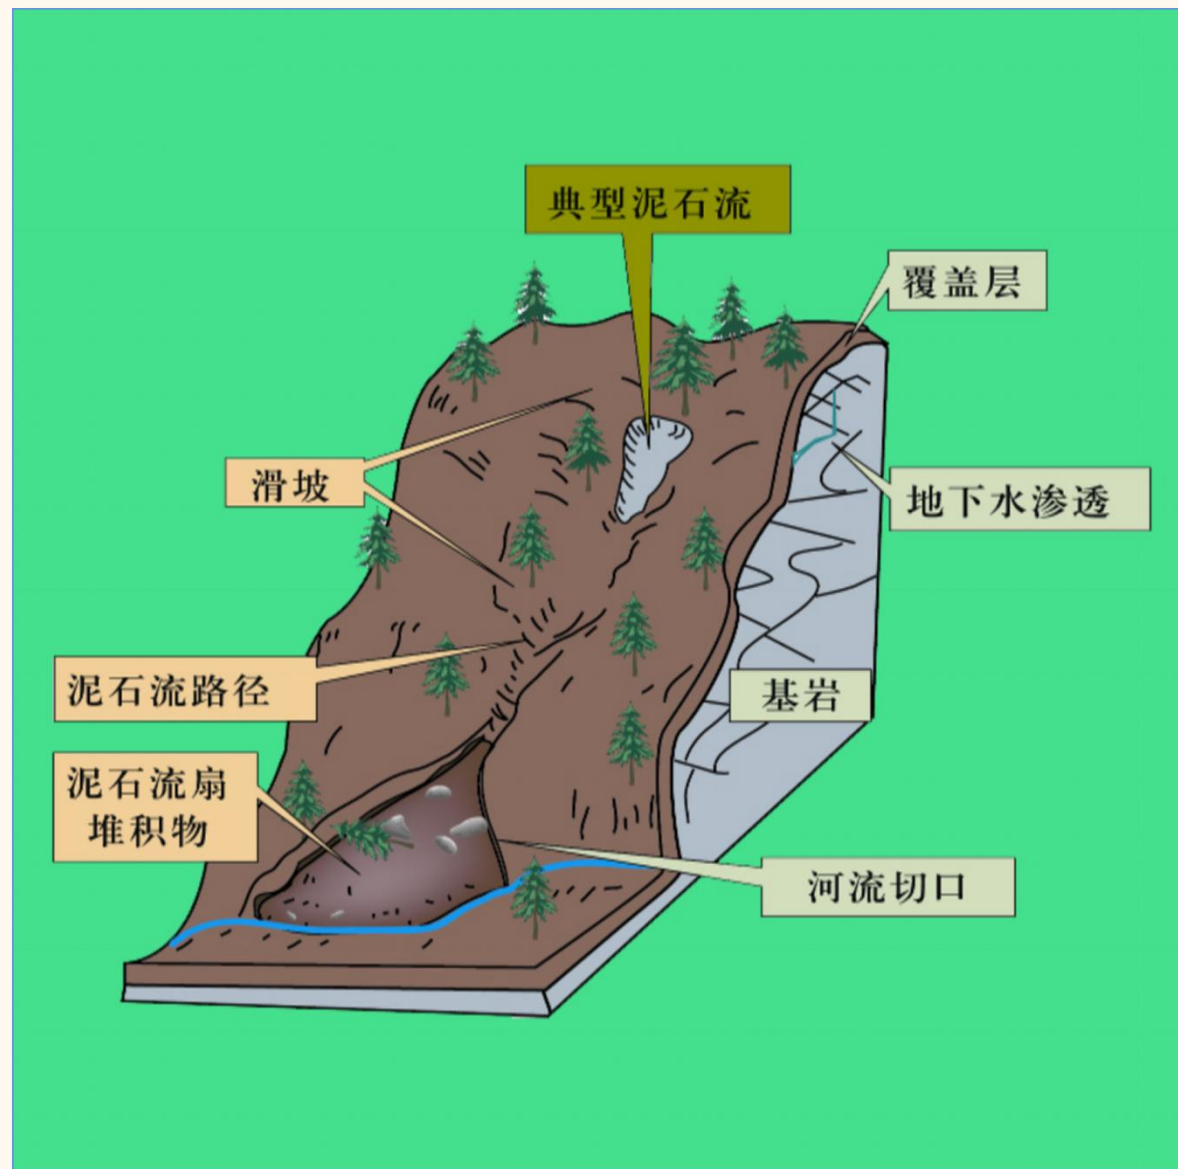 典型泥石流
覆盖层
滑坡
地下水渗透
泥石流路径
基岩
泥石流扇
堆积物
河流切口